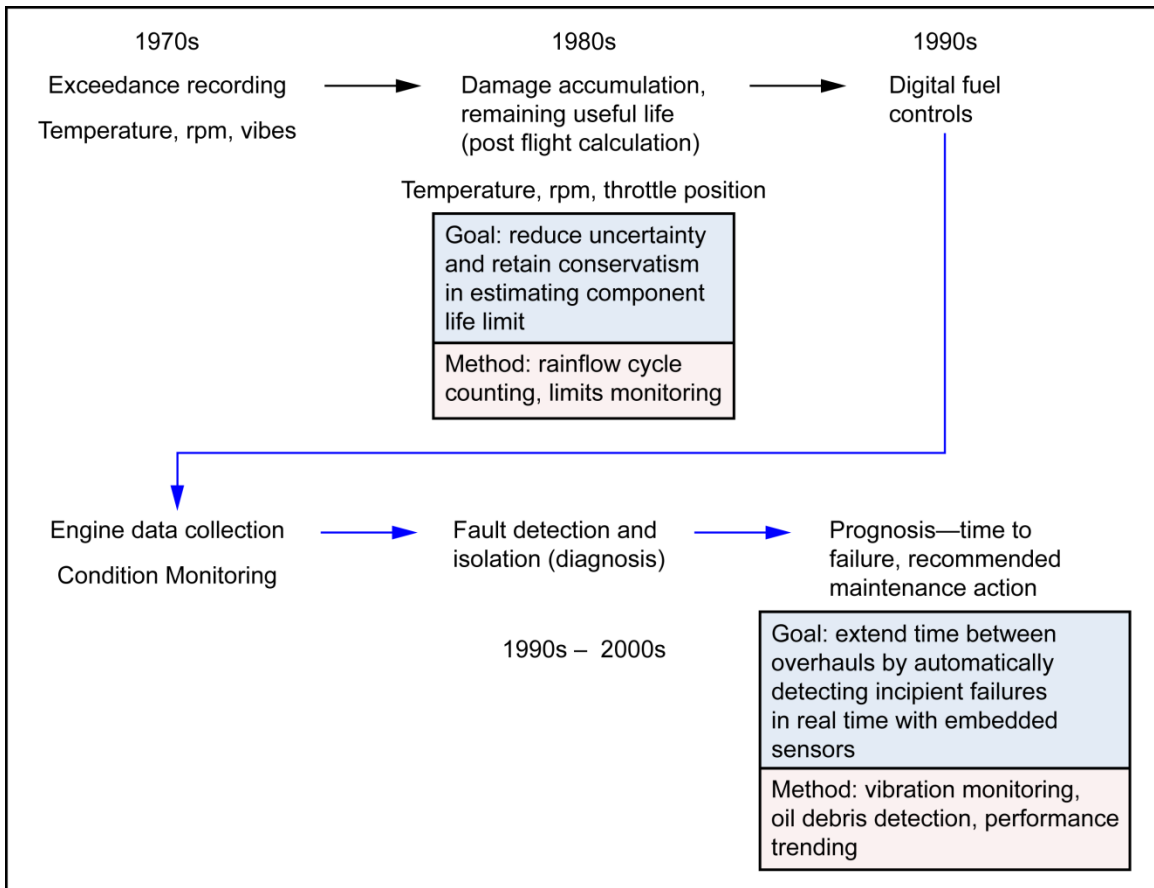 1970s
Exceedance recording
Temperature, rpm, vibes
1980s
Damage accumulation,
remaining useful life
(post flight calculation)
Temperature, rpm, throttle position
Goal: reduce uncertainty
and retain conservatism
in estimating component
life limit
Method: rainflow cycle
counting, limits monitoring
1990s
Digital fuel
controls
Engine data collection
Condition Monitoring
Fault detection and
isolation (diagnosis)
1990s – 2000s
Prognosis—time to
failure, recommended
maintenance action
Goal: extend time between
overhauls by automatically
detecting incipient failures
in real time with embedded
sensors
Method: vibration monitoring,
oil debris detection, performance
trending